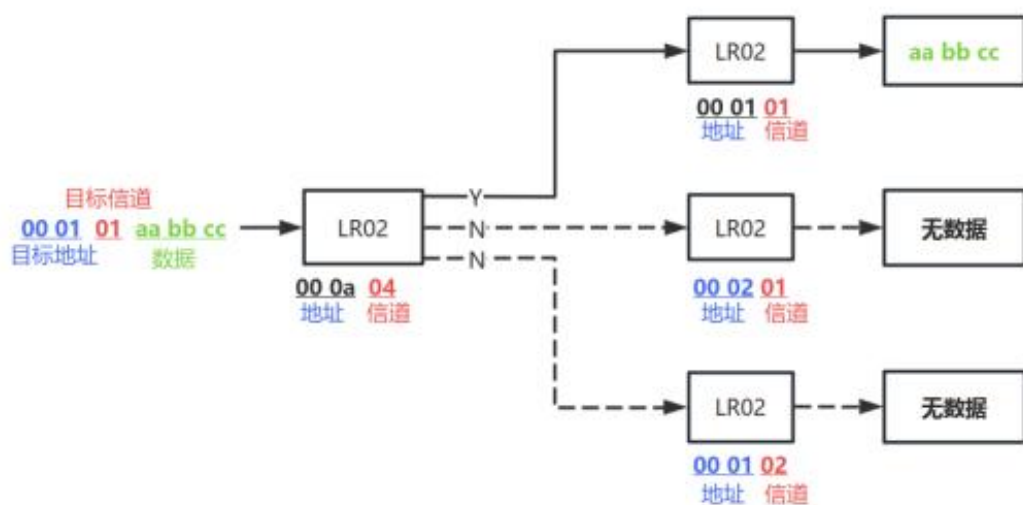 LR02
aa bb cc
00 01 01
地址 信道
目标信道
00 01 01 aa bb cc
目标地址 数据
LR02
00 0a 04
地址 信道
Y
N
N
LR02
无数据
00 02 01
地址 信道
LR02
无数据
00 01 02
地址 信道